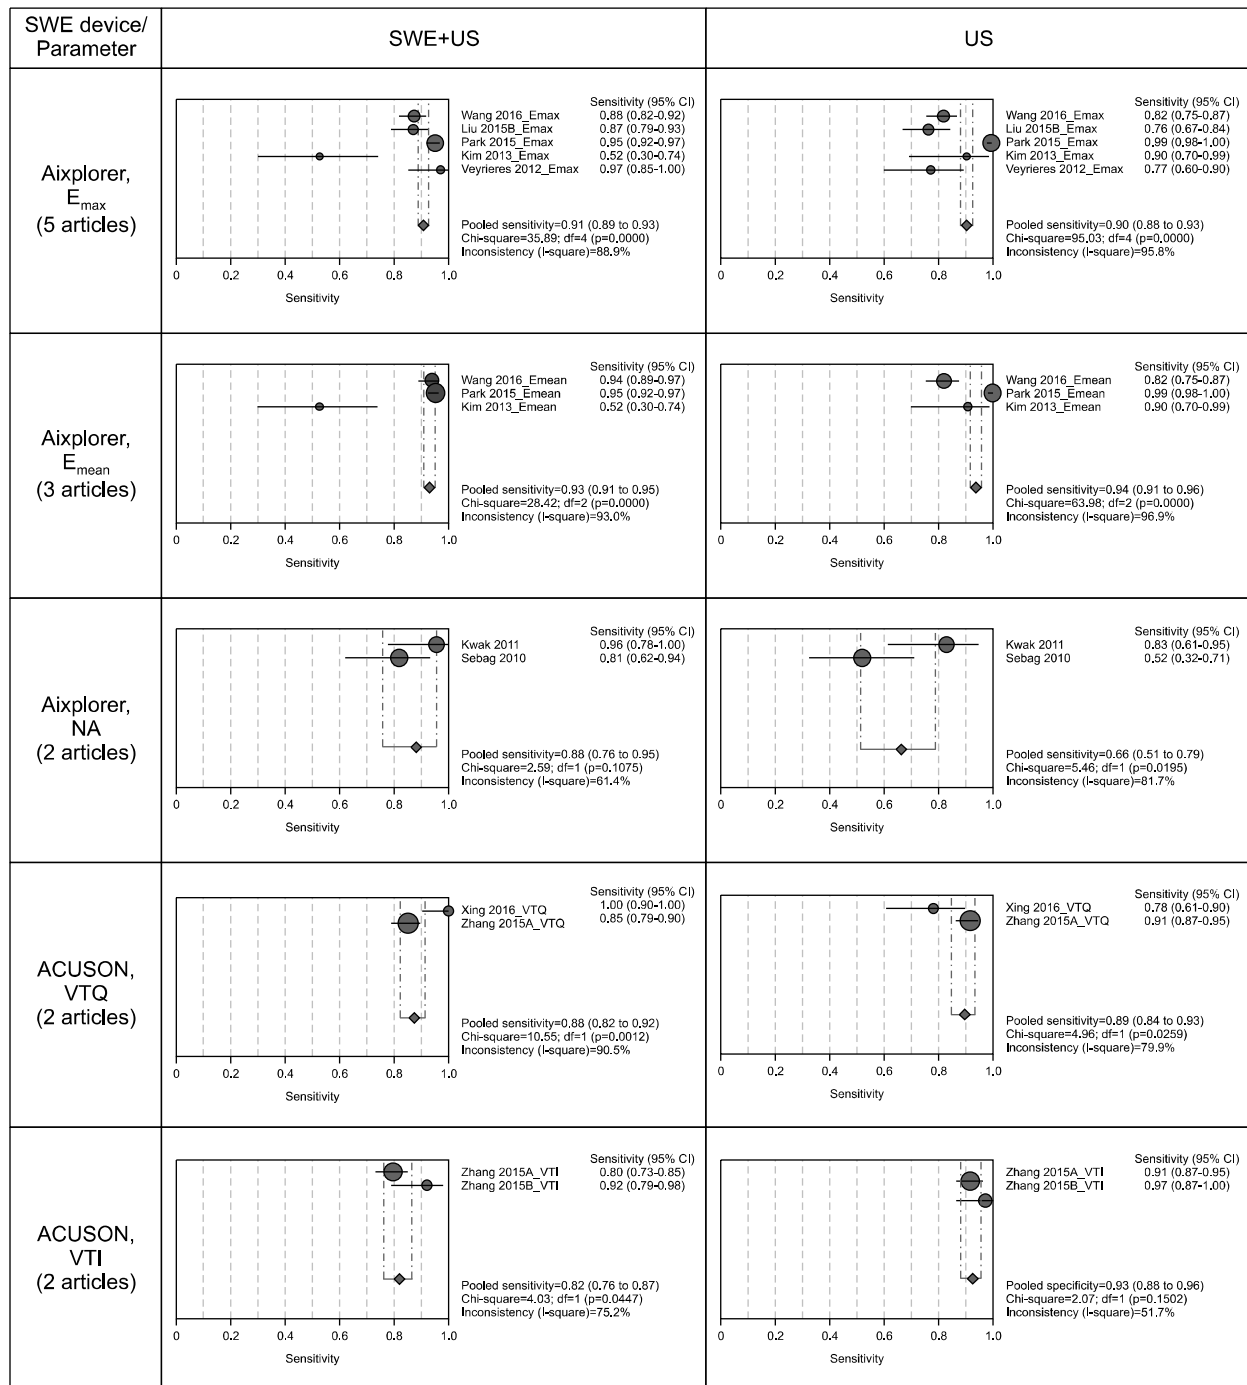 SWE device/
Parameter
SWE+US
US
Aixplorer,
Emax
(5 articles)
Sensitivity (95% CI)
Wang 2016_Emax 0.88 (0.82-0.92)
Liu 2015B_Emax 0.87 (0.79-0.93)
Park 2015_Emax 0.95 (0.92-0.97)
Kim 2013_Emax 0.52 (0.30-0.74)
Veyrieres 2012_Emax 0.97 (0.85-1.00)
Pooled sensitivity=0.91 (0.89 to 0.93)
Chi-square=35.89; df=4 (p=0.0000)
Inconsistency (I-square)=88.9%
0 0.2 0.4 0.6 0.8 1.0
Sensitivity
Sensitivity (95% CI)
Wang 2016_Emax 0.82 (0.75-0.87)
Liu 2015B_Emax 0.76 (0.67-0.84)
Park 2015_Emax 0.99 (0.98-1.00)
Kim 2013_Emax 0.90 (0.70-0.99)
Veyrieres 2012_Emax 0.77 (0.60-0.90)
Pooled sensitivity=0.90 (0.88 to 0.93)
Chi-square=95.03; df=4 (p=0.0000)
Inconsistency (I-square)=95.8%
0 0.2 0.4 0.6 0.8 1.0
Sensitivity
Aixplorer,
Emean
(3 articles)
Sensitivity (95% CI)
Wang 2016_Emean 0.94 (0.89-0.97)
Park 2015_Emean 0.95 (0.92-0.97)
Kim 2013_Emean 0.52 (0.30-0.74)
Pooled sensitivity=0.93 (0.91 to 0.95)
Chi-square=28.42; df=2 (p=0.0000)
Inconsistency (I-square)=93.0%
0 0.2 0.4 0.6 0.8 1.0
Sensitivity
Sensitivity (95% CI)
Wang 2016_Emean 0.82 (0.75-0.87)
Park 2015_Emean 0.99 (0.98-1.00)
Kim 2013_Emean 0.90 (0.70-0.99)
Pooled sensitivity=0.94 (0.91 to 0.96)
Chi-square=63.98; df=2 (p=0.0000)
Inconsistency (I-square)=96.9%
0 0.2 0.4 0.6 0.8 1.0
Sensitivity
Aixplorer,
NA
(2 articles)
Sensitivity (95% CI)
Kwak 2011 0.96 (0.78-1.00)
Sebag 2010 0.81 (0.62-0.94)
Pooled sensitivity=0.88 (0.76 to 0.95)
Chi-square=2.59; df=1 (p=0.1075)
Inconsistency (I-square)=61.4%
0 0.2 0.4 0.6 0.8 1.0
Sensitivity
Sensitivity (95% CI)
Kwak 2011 0.83 (0.61-0.95)
Sebag 2010 0.52 (0.32-0.71)
Pooled sensitivity=0.66 (0.51 to 0.79)
Chi-square=5.46; df=1 (p=0.0195)
Inconsistency (I-square)=81.7%
0 0.2 0.4 0.6 0.8 1.0
Sensitivity
ACUSON,
VTQ
(2 articles)
Sensitivity (95% CI)
Xing 2016_VTQ 1.00 (0.90-1.00)
Zhang 2015A_VTQ 0.85 (0.79-0.90)
Pooled sensitivity=0.88 (0.82 to 0.92)
Chi-square=10.55; df=1 (p=0.0012)
Inconsistency (I-square)=90.5%
0 0.2 0.4 0.6 0.8 1.0
Sensitivity
Sensitivity (95% CI)
Xing 2016_VTQ 0.78 (0.61-0.90)
Zhang 2015A_VTQ 0.91 (0.87-0.95)
Pooled sensitivity=0.89 (0.84 to 0.93)
Chi-square=4.96; df=1 (p=0.0259)
Inconsistency (I-square)=79.9%
0 0.2 0.4 0.6 0.8 1.0
Sensitivity
ACUSON,
VTI
(2 articles)
Sensitivity (95% CI)
Zhang 2015A_VTI 0.80 (0.73-0.85)
Zhang 2015B_VTI 0.92 (0.79-0.98)
Pooled sensitivity=0.82 (0.76 to 0.87)
Chi-square=4.03; df=1 (p=0.0447)
Inconsistency (I-square)=75.2%
0 0.2 0.4 0.6 0.8 1.0
Sensitivity
Sensitivity (95% CI)
Zhang 2015A_VTI 0.91 (0.87-0.95)
Zhang 2015B_VTI 0.97 (0.87-1.00)
Pooled specificity=0.93 (0.88 to 0.96)
Chi-square=2.07; df=1 (p=0.1502)
Inconsistency (I-square)=51.7%
0 0.2 0.4 0.6 0.8 1.0
Sensitivity